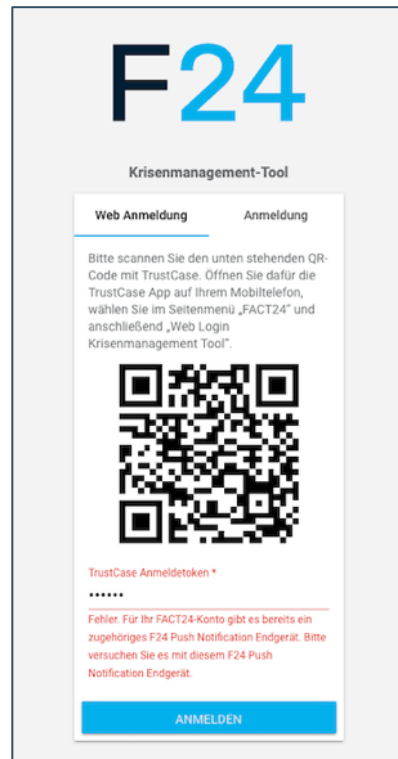 F24
Krisenmanagement-Tool
Web Anmeldung Anmeldung
Bitte scannen Sie den unten stehenden QR-
Code mit TrustCase. Öffnen Sie dafür die
TrustCase App auf Ihrem Mobiltelefon,
wählen Sie im Seitenmenü „FACT24" und
anschließend „Web Login
Krisenmanagement Tool".
TrustCase Anmeldetoken *
••••••
Fehler. Für Ihr FACT24-Konto gibt es bereits ein
zugehöriges F24 Push Notification Endgerät. Bitte
versuchen Sie es mit diesem F24 Push
Notification Endgerät.
ANMELDEN